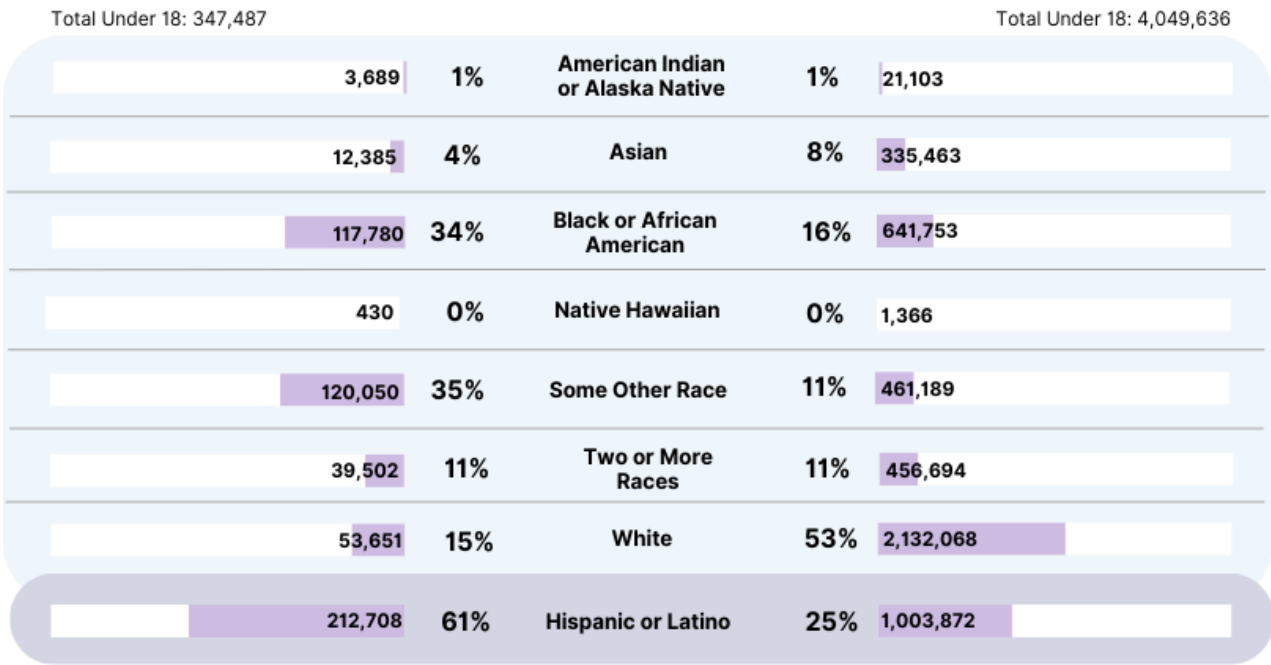 Total Under 18: 347,487 Total Under 18: 4,049,636
3,689 1% American Indian 1% 21,103
or Alaska Native
12,385 4% Asian 8% 335,463
117,780 34% Black or African 16% 641,753
American
430 0% Native Hawaiian 0% 1,366
120,050 35% Some Other Race 11% 461,189
39,502 11% Two or More 11% 456,694
Races
53,651 15% White 53% 2,132,068
212,708 61% Hispanic or Latino 25% 1,003,872